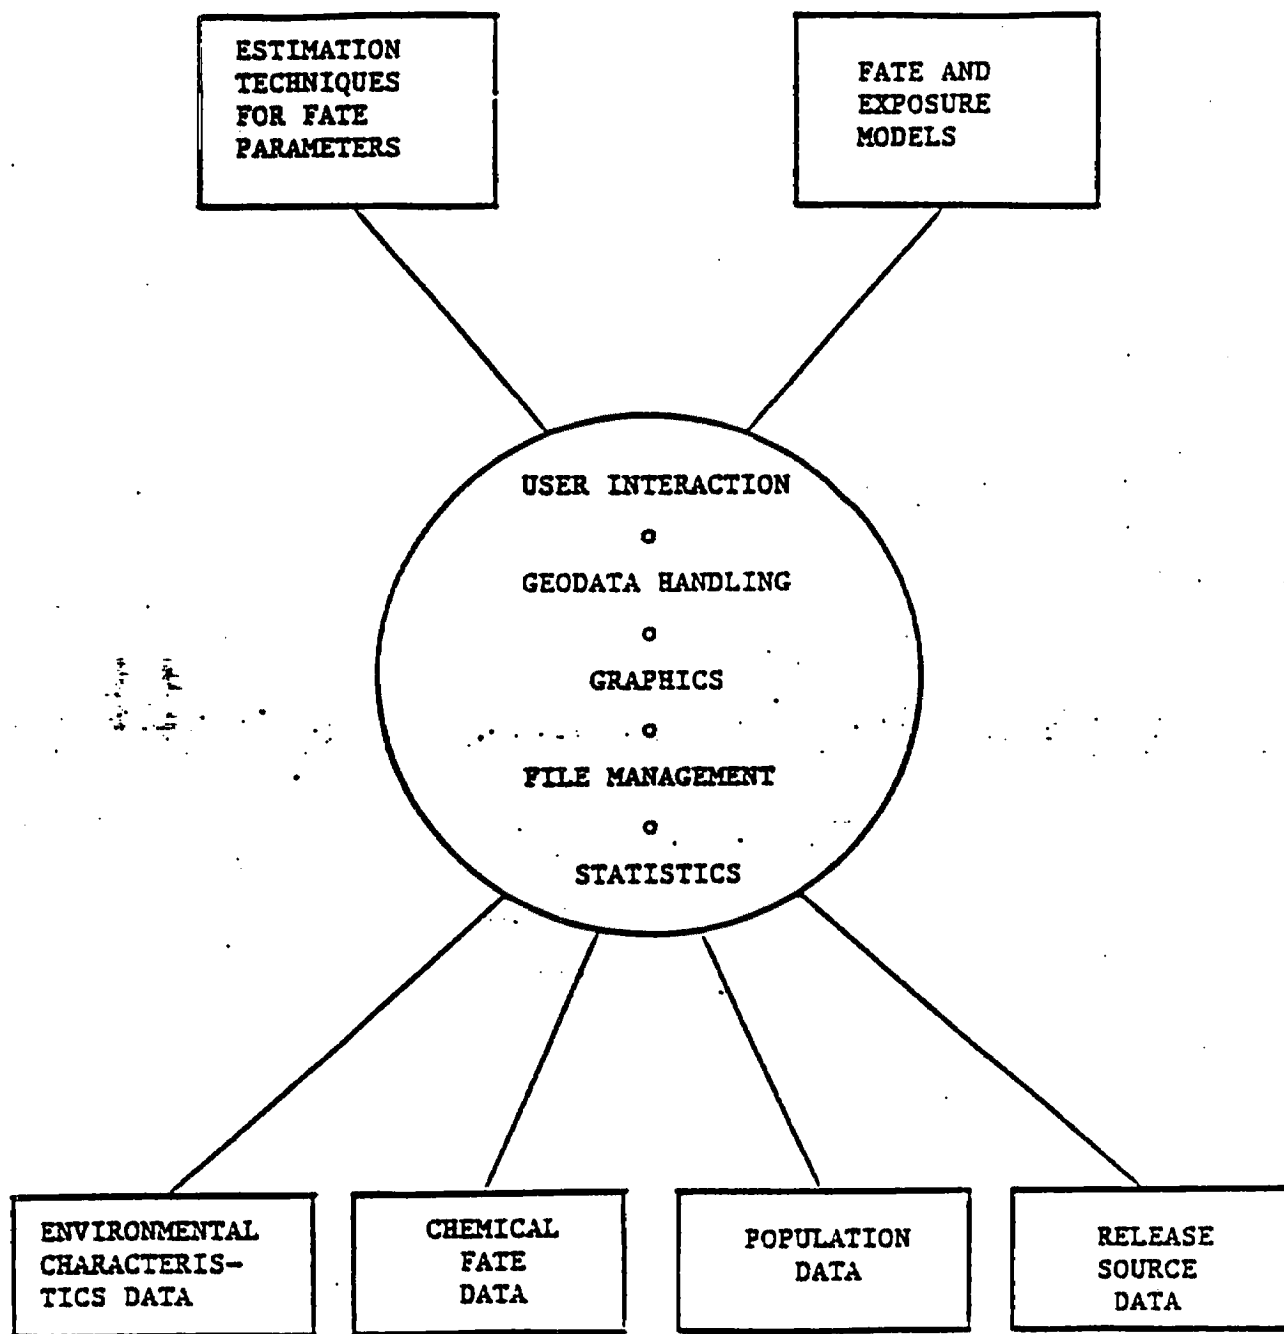 ESTIMATION
TECHNIQUES
FOR FATE
PARAMETERS
FATE AND
EXPOSURE
MODELS
USER INTERACTION
o
GEODATA HANDLING
o
GRAPHICS
o
FILE MANAGEMENT
o
STATISTICS
ENVIRONMENTAL
CHARACTERIS-
TICS DATA
CHEMICAL
FATE
DATA
POPULATION
DATA
RELEASE
SOURCE
DATA